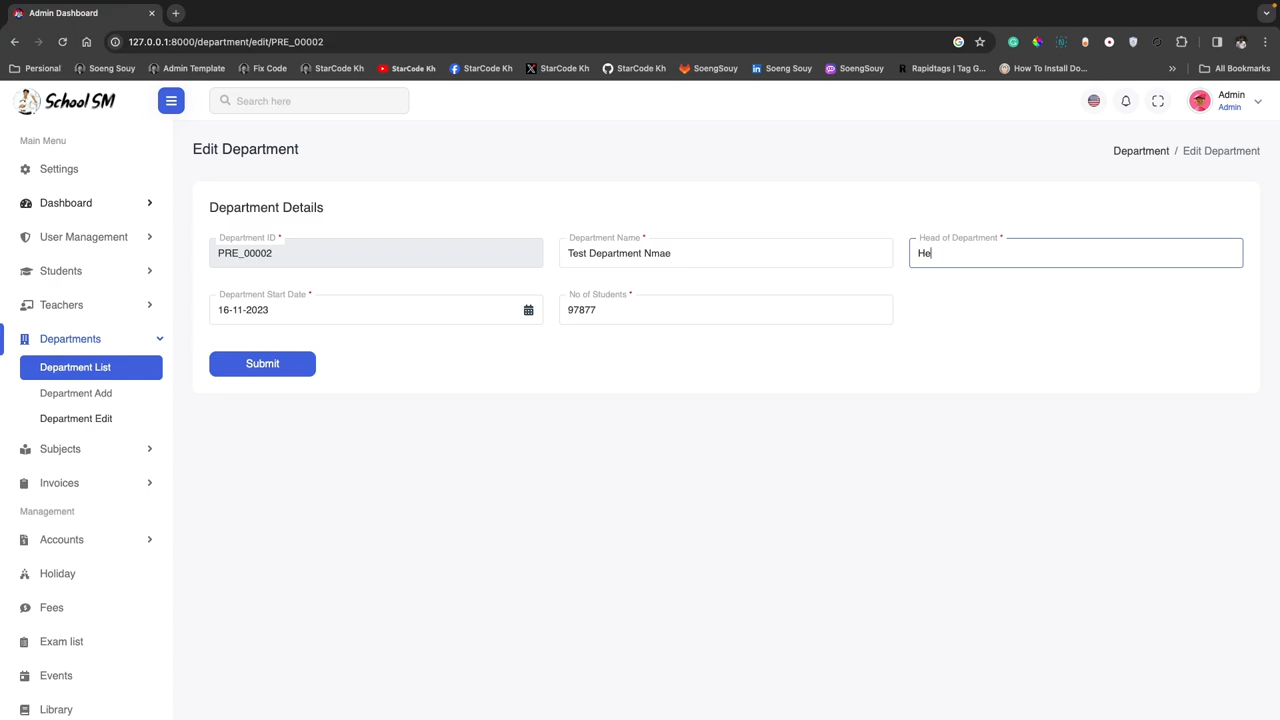 Admin Dashboard
127.0.0.1:8000/department/edit/PRE_00002
Personal
Soeng Souy
Admin Template
Fix Code
StarCode Kh
StarCode Kh
StarCode Kh
StarCode Kh
StarCode Kh
SoengSouy
Soeng Souy
SoengSouy
Rapidtags | Tag G...
How To Install Do...
All Bookmarks
School SM
Search here
Admin
Admin
Main Menu
Settings
Dashboard
User Management
Students
Teachers
Departments
Department List
Department Add
Department Edit
Subjects
Invoices
Management
Accounts
Holiday
Fees
Exam list
Events
Library
Edit Department
Department / Edit Department
Department Details
Department ID *
PRE_00002
Department Name *
Test Department Nmae
Head of Department *
He
Department Start Date *
16-11-2023
No of Students *
97877
Submit